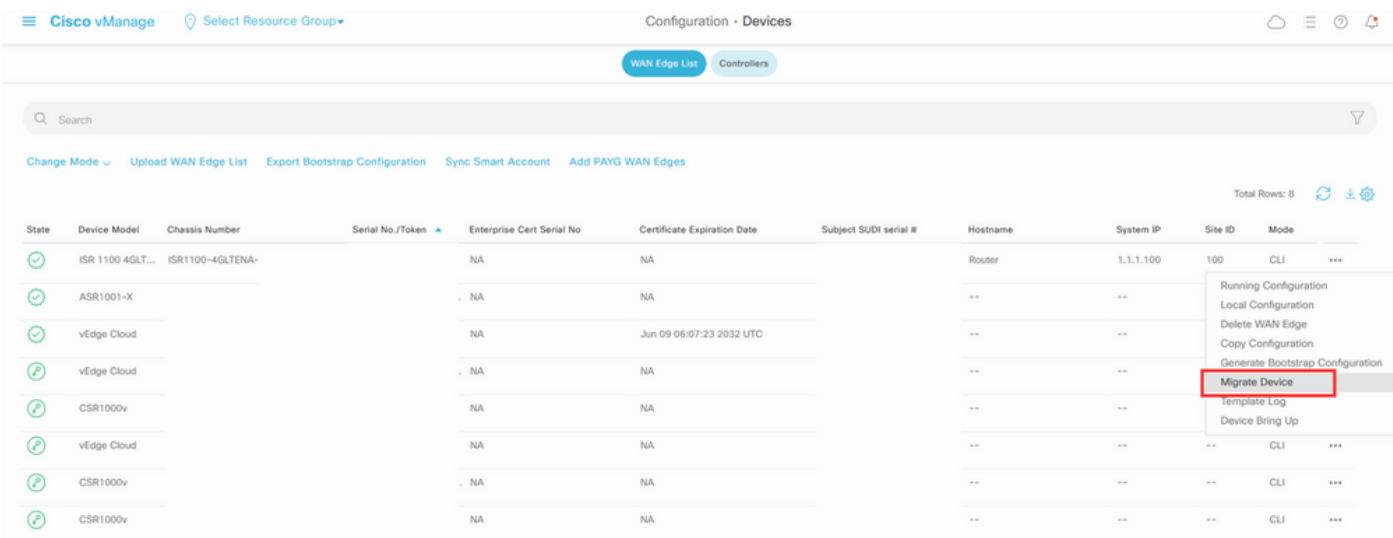 Cisco vManage Select Resource Group Configuration · Devices
WAN Edge List Controllers
Search
Change Mode Upload WAN Edge List Export Bootstrap Configuration Sync Smart Account Add PAYG WAN Edges
Total Rows: 8
State Device Model Chassis Number Serial No./Token Enterprise Cert Serial No Certificate Expiration Date Subject SUDI serial # Hostname System IP Site ID Mode
ISR 1100 4GLT... ISR1100-4GLTENA- NA NA Router 1.1.1.100 100 CLI ...
ASR1001-X . NA NA -- --
vEdge Cloud NA Jun 09 06:07:23 2032 UTC -- --
vEdge Cloud . NA NA -- --
CSR1000v NA NA -- --
vEdge Cloud NA NA -- -- -- CLI ...
CSR1000v . NA NA -- -- -- CLI ...
CSR1000v NA NA -- -- -- CLI ...
Running Configuration
Local Configuration
Delete WAN Edge
Copy Configuration
Generate Bootstrap Configuration
Migrate Device
Template Log
Device Bring Up